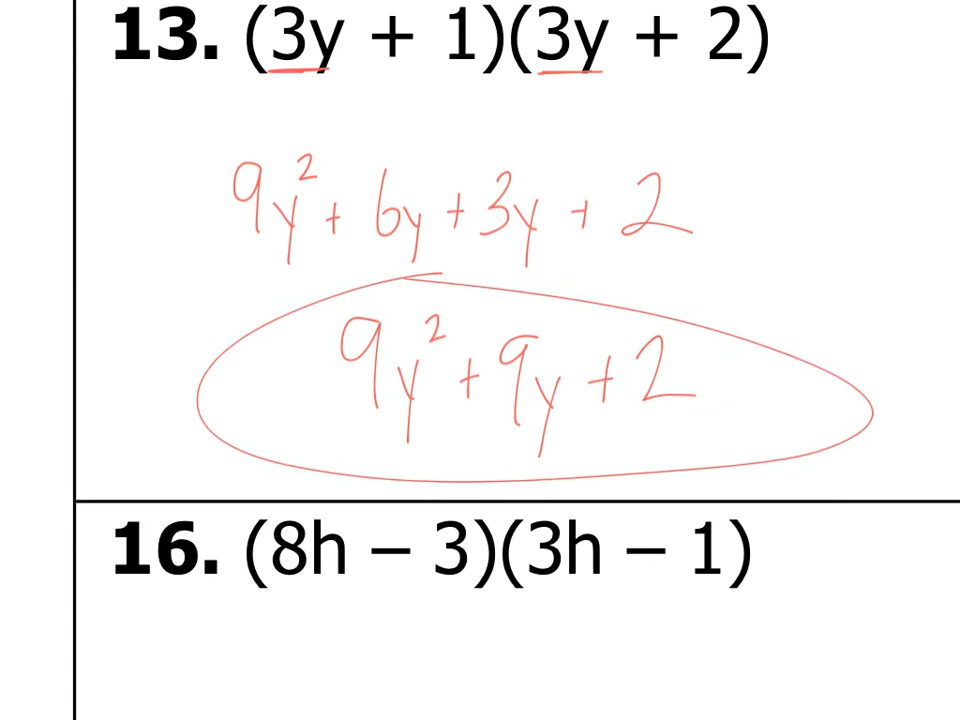 13. (3y + 1)(3y + 2)
9y² + 6y + 3y + 2
9y² + 9y + 2
16. (8h – 3)(3h – 1)